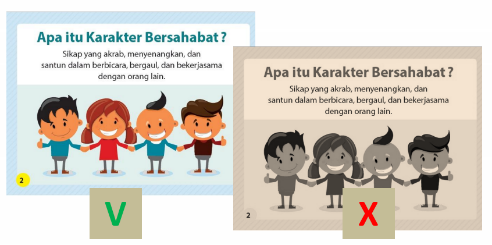 Apa itu Karakter Bersahabat ?
Sikap yang akrab, menyenangkan, dan
santun dalam berbicara, bergaul, dan bekerjasama
dengan orang lain.
2
V
Apa itu Karakter Bersahabat ?
Sikap yang akrab, menyenangkan, dan
santun dalam berbicara, bergaul, dan bekerjasama
dengan orang lain.
2
X